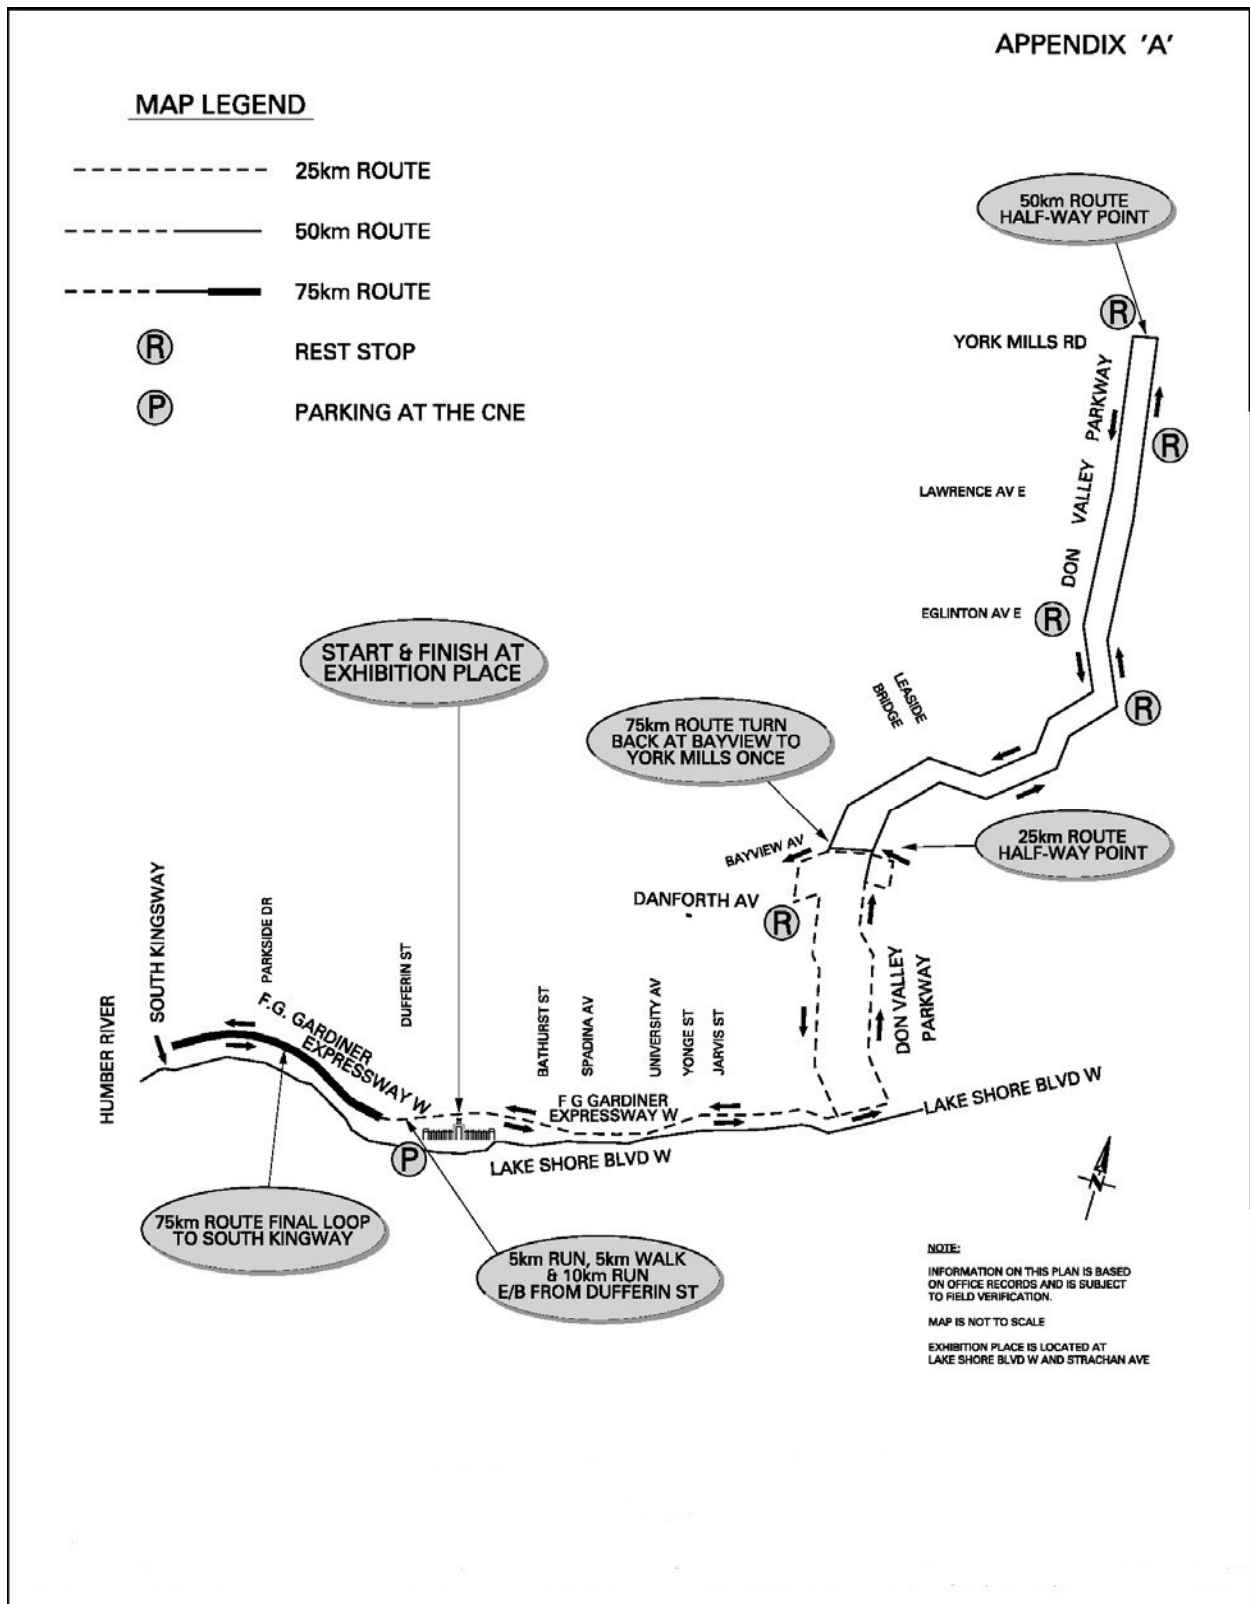 APPENDIX 'A'
MAP LEGEND
25km ROUTE
50km ROUTE
75km ROUTE
R
REST STOP
P
PARKING AT THE CNE
50km ROUTE
HALF-WAY POINT
R
YORK MILLS RD
DON VALLEY PARKWAY
R
LAWRENCE AV E
EGLINTON AV E
R
R
LEASIDE
BRIDGE
START & FINISH AT
EXHIBITION PLACE
75km ROUTE TURN
BACK AT BAYVIEW TO
YORK MILLS ONCE
25km ROUTE
HALF-WAY POINT
BAYVIEW AV
DANFORTH AV
R
DON VALLEY
PARKWAY
HUMBER RIVER
SOUTH KINGSWAY
PARKSIDE DR
F.G. GARDINER
EXPRESSWAY W
DUFFERIN ST
BATHURST ST
SPADINA AV
UNIVERSITY AV
YONGE ST
JARVIS ST
F G GARDINER
EXPRESSWAY W
LAKE SHORE BLVD W
P
LAKE SHORE BLVD W
75km ROUTE FINAL LOOP
TO SOUTH KINGWAY
5km RUN, 5km WALK
& 10km RUN
E/B FROM DUFFERIN ST
N
NOTE:
INFORMATION ON THIS PLAN IS BASED
ON OFFICE RECORDS AND IS SUBJECT
TO FIELD VERIFICATION.
MAP IS NOT TO SCALE
EXHIBITION PLACE IS LOCATED AT
LAKE SHORE BLVD W AND STRACHAN AVE